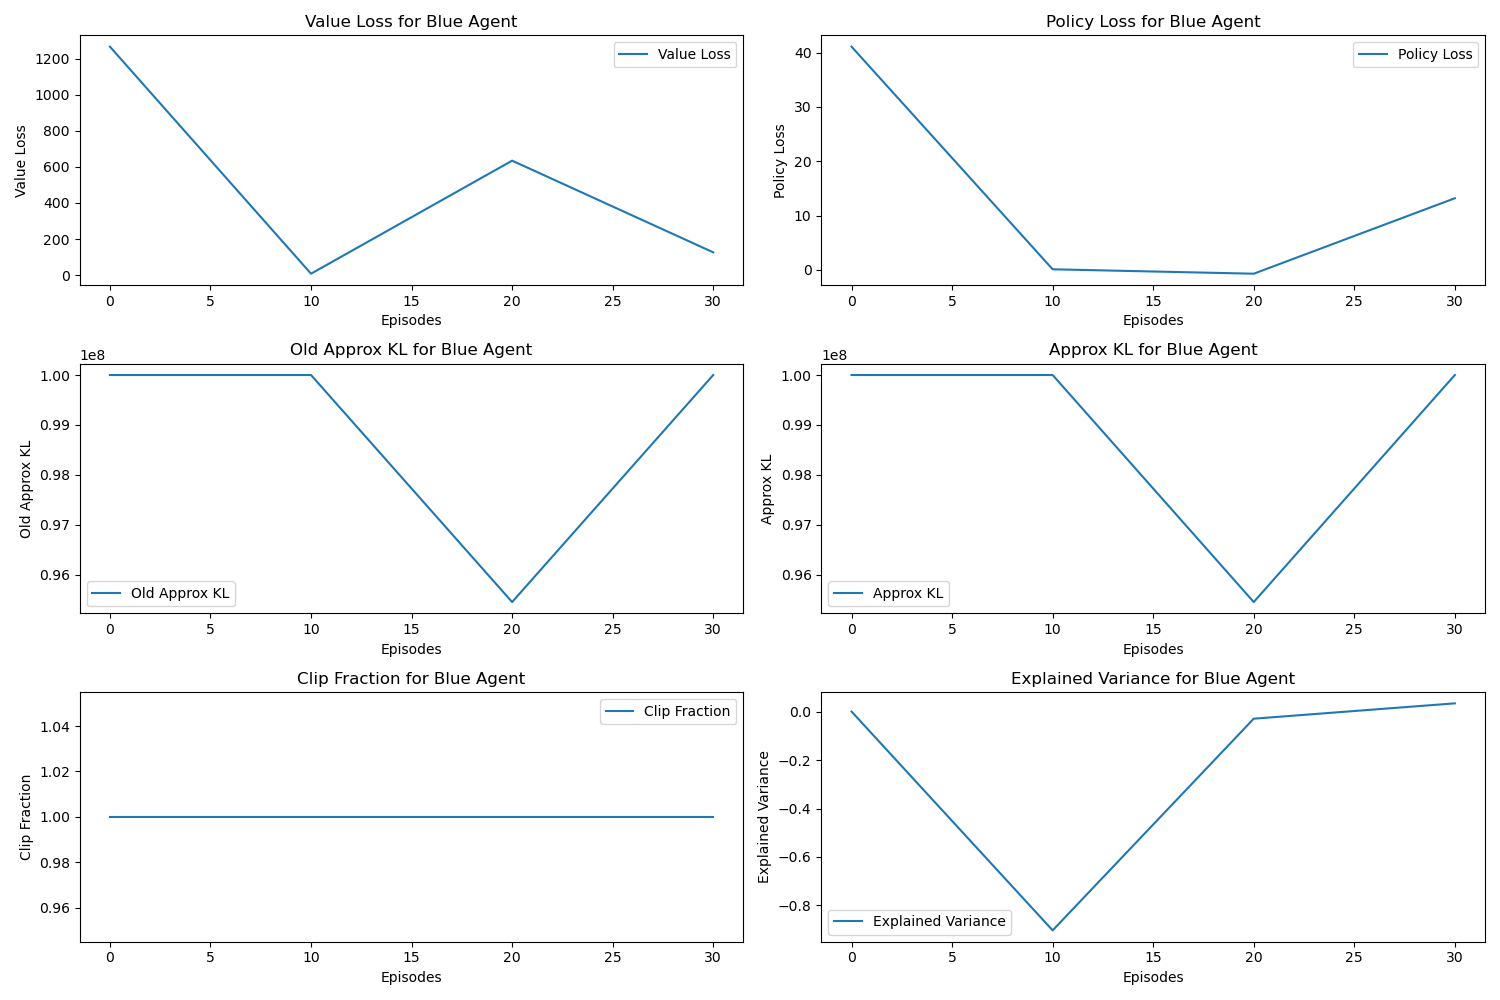 Value Loss for Blue Agent
Value Loss
1200
1000
800
600
400
200
0
Value Loss
0 5 10 15 20 25 30
Episodes
Policy Loss for Blue Agent
Policy Loss
40
30
20
10
0
Policy Loss
0 5 10 15 20 25 30
Episodes
Old Approx KL for Blue Agent
1e8
1.00
0.99
0.98
0.97
0.96
Old Approx KL
Old Approx KL
0 5 10 15 20 25 30
Episodes
Approx KL for Blue Agent
1e8
1.00
0.99
0.98
0.97
0.96
Approx KL
Approx KL
0 5 10 15 20 25 30
Episodes
Clip Fraction for Blue Agent
Clip Fraction
1.04
1.02
1.00
0.98
0.96
Clip Fraction
0 5 10 15 20 25 30
Episodes
Explained Variance for Blue Agent
0.0
−0.2
−0.4
−0.6
−0.8
Explained Variance
Explained Variance
0 5 10 15 20 25 30
Episodes